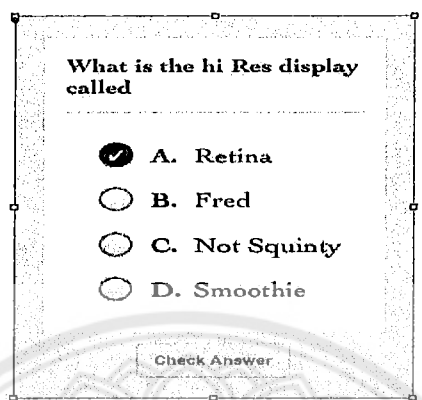 What is the hi Res display
called
A. Retina
B. Fred
C. Not Squinty
D. Smoothie
Check Answer